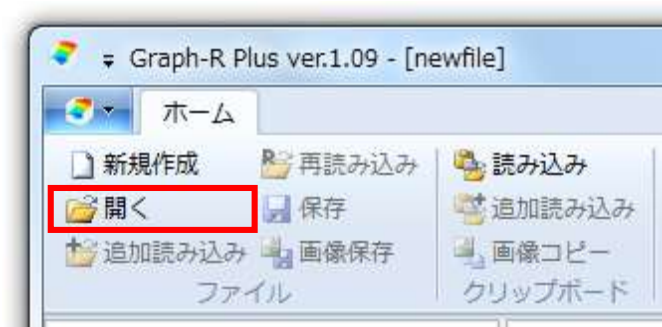 Graph-R Plus ver.1.09 - [newfile]
ホーム
新規作成 再読み込み 読み込み
開く 保存 追加読み込み
追加読み込み 画像保存 画像コピー
ファイル クリップボード